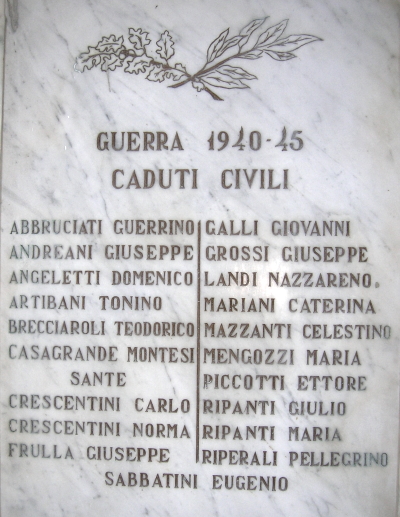 GUERRA 1940-45
CADUTI CIVILI
ABBRUCIATI GUERRINO
ANDREANI GIUSEPPE
ANGELETTI DOMENICO
ARTIBANI TONINO
BRECCIAROLI TEODORICO
CASAGRANDE MONTESI
SANTE
CRESCENTINI CARLO
CRESCENTINI NORMA
FRULLA GIUSEPPE
GALLI GIOVANNI
GROSSI GIUSEPPE
LANDI NAZZARENO
MARIANI CATERINA
MAZZANTI CELESTINO
MENGOZZI MARIA
PICCOTTI ETTORE
RIPANTI GIULIO
RIPANTI MARIA
RIPERALI PELLEGRINO
SABBATINI EUGENIO